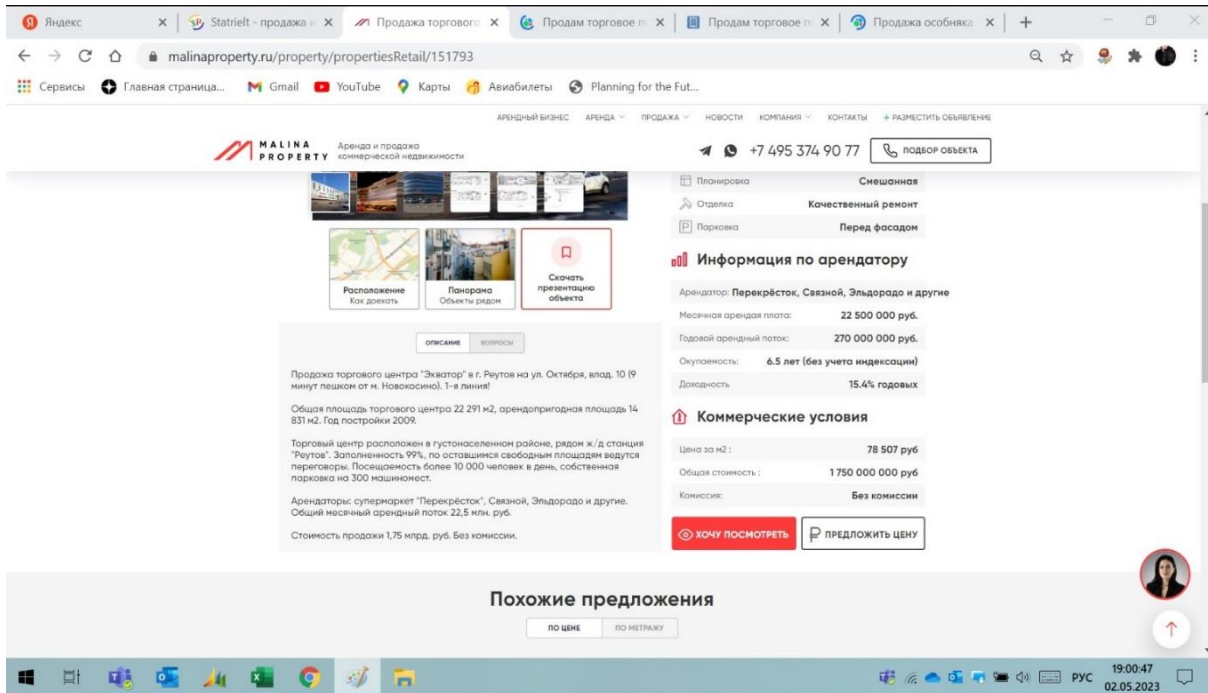 Яндекс
Statrielt - продажа и
Продажа торгового
Продам торговое п
Продам торговое п
Продажа особняка
malinaproperty.ru/property/propertiesRetail/151793
Сервисы
Главная страница...
Gmail
YouTube
Карты
Авиабилеты
Planning for the Fut...
АРЕНДНЫЙ БИЗНЕС АРЕНДА ПРОДАЖА НОВОСТИ КОМПАНИЯ КОНТАКТЫ + РАЗМЕСТИТЬ ОБЪЯВЛЕНИЕ
MALINA PROPERTY
Аренда и продажа
коммерческой недвижимости
+7 495 374 90 77
ПОДБОР ОБЪЕКТА
Расположение
Как доехать
Панорама
Объекты рядом
Скачать
презентацию
объекта
ОПИСАНИЕ ВОПРОСЫ
Продажа торгового центра "Экватор" в г. Реутов на ул. Октября, влад. 10 (9
минут пешком от м. Новокосино). 1-я линия!
Общая площадь торгового центра 22 291 м2, арендопригодная площадь 14
831 м2. Год постройки 2009.
Торговый центр расположен в густонаселенном районе, рядом ж/д станция
"Реутов". Заполненность 99%, по оставшимся свободным площадям ведутся
переговоры. Посещаемость более 10 000 человек в день, собственная
парковка на 300 машиномест.
Арендаторы: супермаркет "Перекрёсток", Связной, Эльдорадо и другие.
Общий месячный арендный поток 22,5 млн. руб.
Стоимость продажи 1,75 млрд. руб. Без комиссии.
Планировка Смешанная
Отделка Качественный ремонт
Парковка Перед фасадом
Информация по арендатору
Арендатор: Перекрёсток, Связной, Эльдорадо и другие
Месячная арендая плата: 22 500 000 руб.
Годовой арендный поток: 270 000 000 руб.
Окупаемость: 6.5 лет (без учета индексации)
Доходность 15.4% годовых
Коммерческие условия
Цена за м2 : 78 507 руб
Общая стоимость : 1 750 000 000 руб
Комиссия: Без комиссии
ХОЧУ ПОСМОТРЕТЬ
ПРЕДЛОЖИТЬ ЦЕНУ
Похожие предложения
ПО ЦЕНЕ ПО МЕТРАЖУ
РУС
19:00:47
02.05.2023